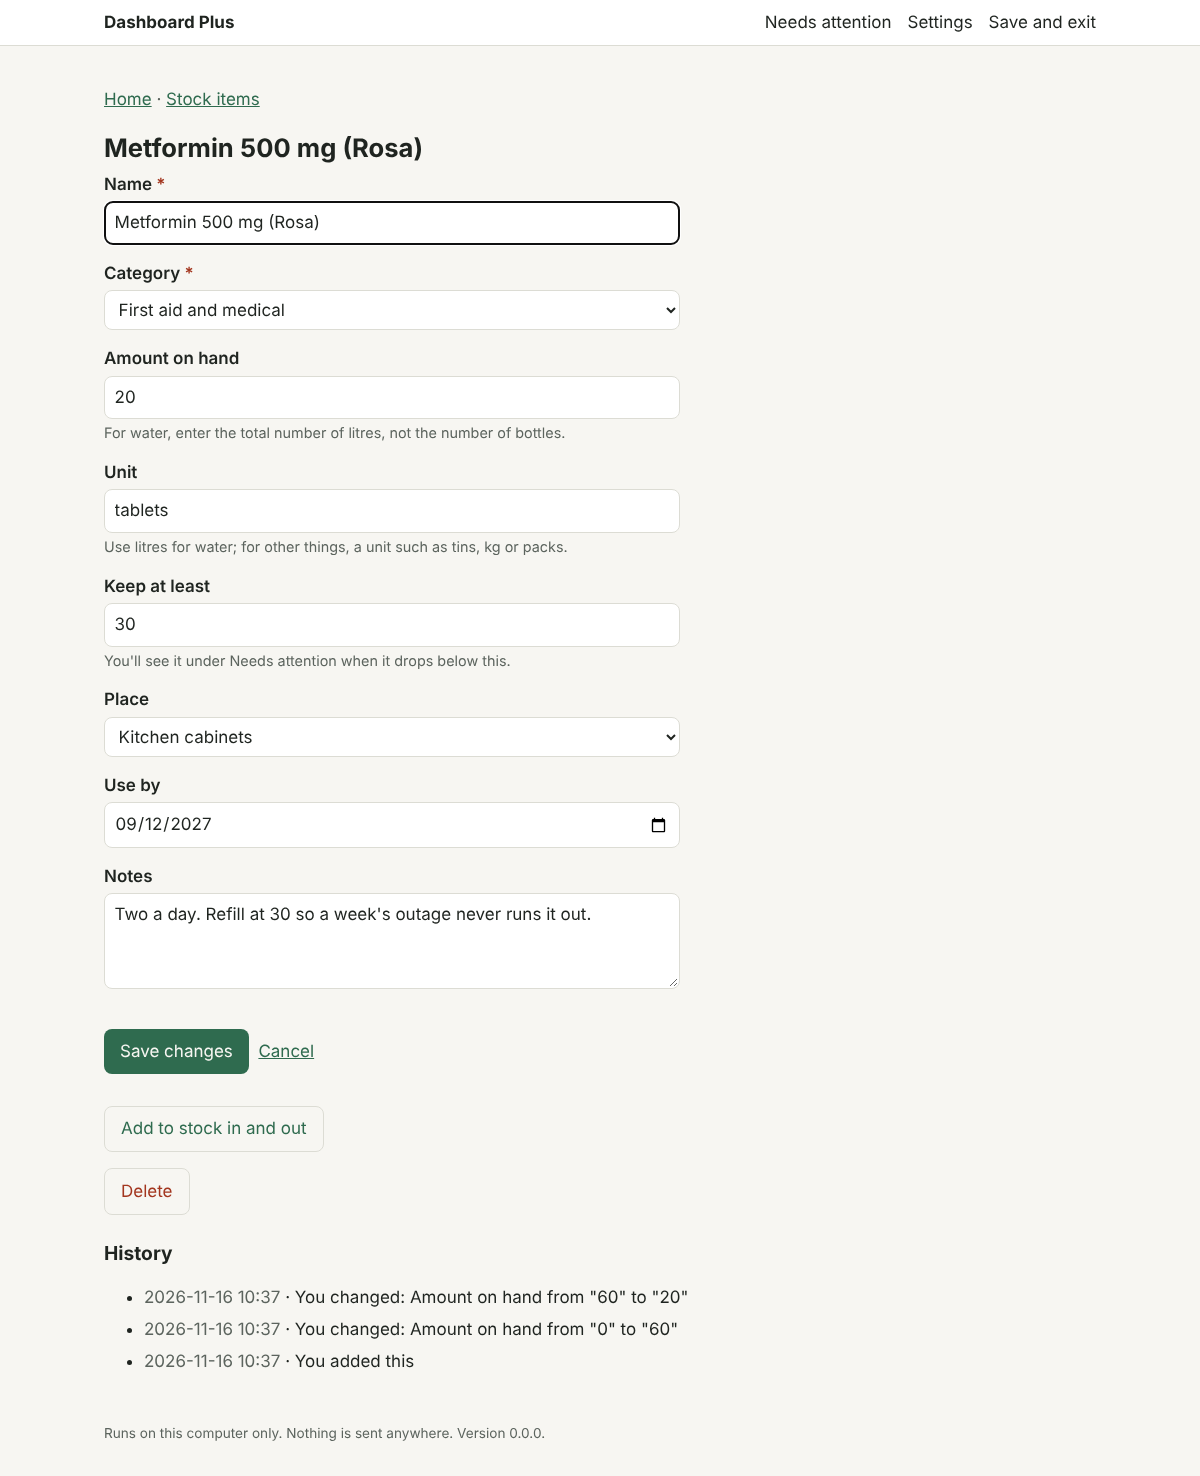 Dashboard Plus
Needs attention Settings Save and exit
Home · Stock items
Metformin 500 mg (Rosa)
Name *
Metformin 500 mg (Rosa)
Category *
First aid and medical
Amount on hand
20
For water, enter the total number of litres, not the number of bottles.
Unit
tablets
Use litres for water; for other things, a unit such as tins, kg or packs.
Keep at least
30
You'll see it under Needs attention when it drops below this.
Place
Kitchen cabinets
Use by
09/12/2027
Notes
Two a day. Refill at 30 so a week's outage never runs it out.
Save changes Cancel
Add to stock in and out
Delete
History
• 2026-11-16 10:37 · You changed: Amount on hand from "60" to "20"
• 2026-11-16 10:37 · You changed: Amount on hand from "0" to "60"
• 2026-11-16 10:37 · You added this
Runs on this computer only. Nothing is sent anywhere. Version 0.0.0.